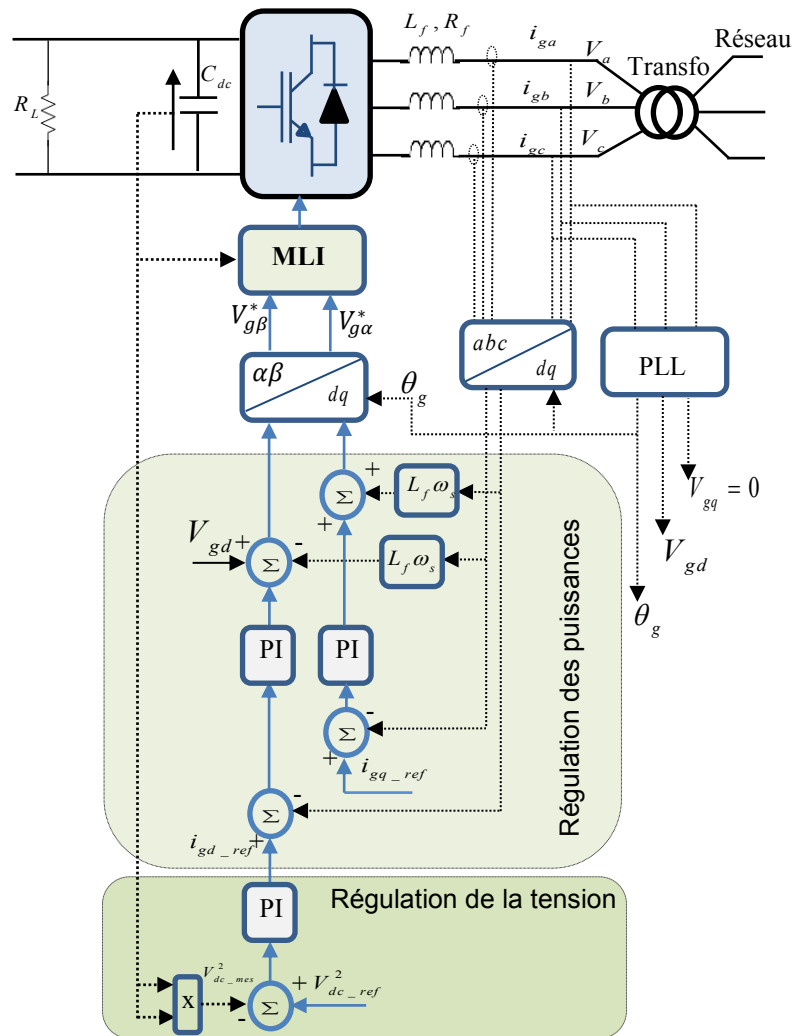 L_f , R_f
i_ga
V_a
Réseau
Transfo
C_dc
R_L
i_gb
V_b
i_gc
V_c
MLI
V*_gβ
V*_gα
αβ
dq
θ_g
abc
dq
PLL
V_gq = 0
V_gd
θ_g
+
Σ
+
L_f ω_s
V_gd
+
-
Σ
L_f ω_s
PI
PI
-
Σ
+
i_gq_ref
-
Σ
i_gd_ref
+
Régulation des puissances
PI
Régulation de la tension
X
V²_dc_mes
-
Σ
+
V²_dc_ref